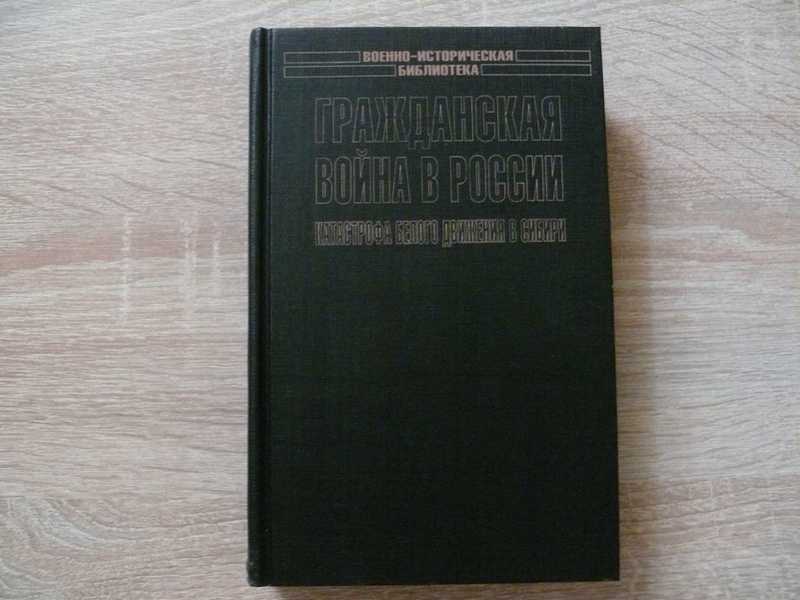 ВОЕННО-ИСТОРИЧЕСКАЯ
БИБЛИОТЕКА
ГРАЖДАНСКАЯ
ВОЙНА В РОССИИ
КАТАСТРОФА БЕЛОГО ДВИЖЕНИЯ В СИБИРИ